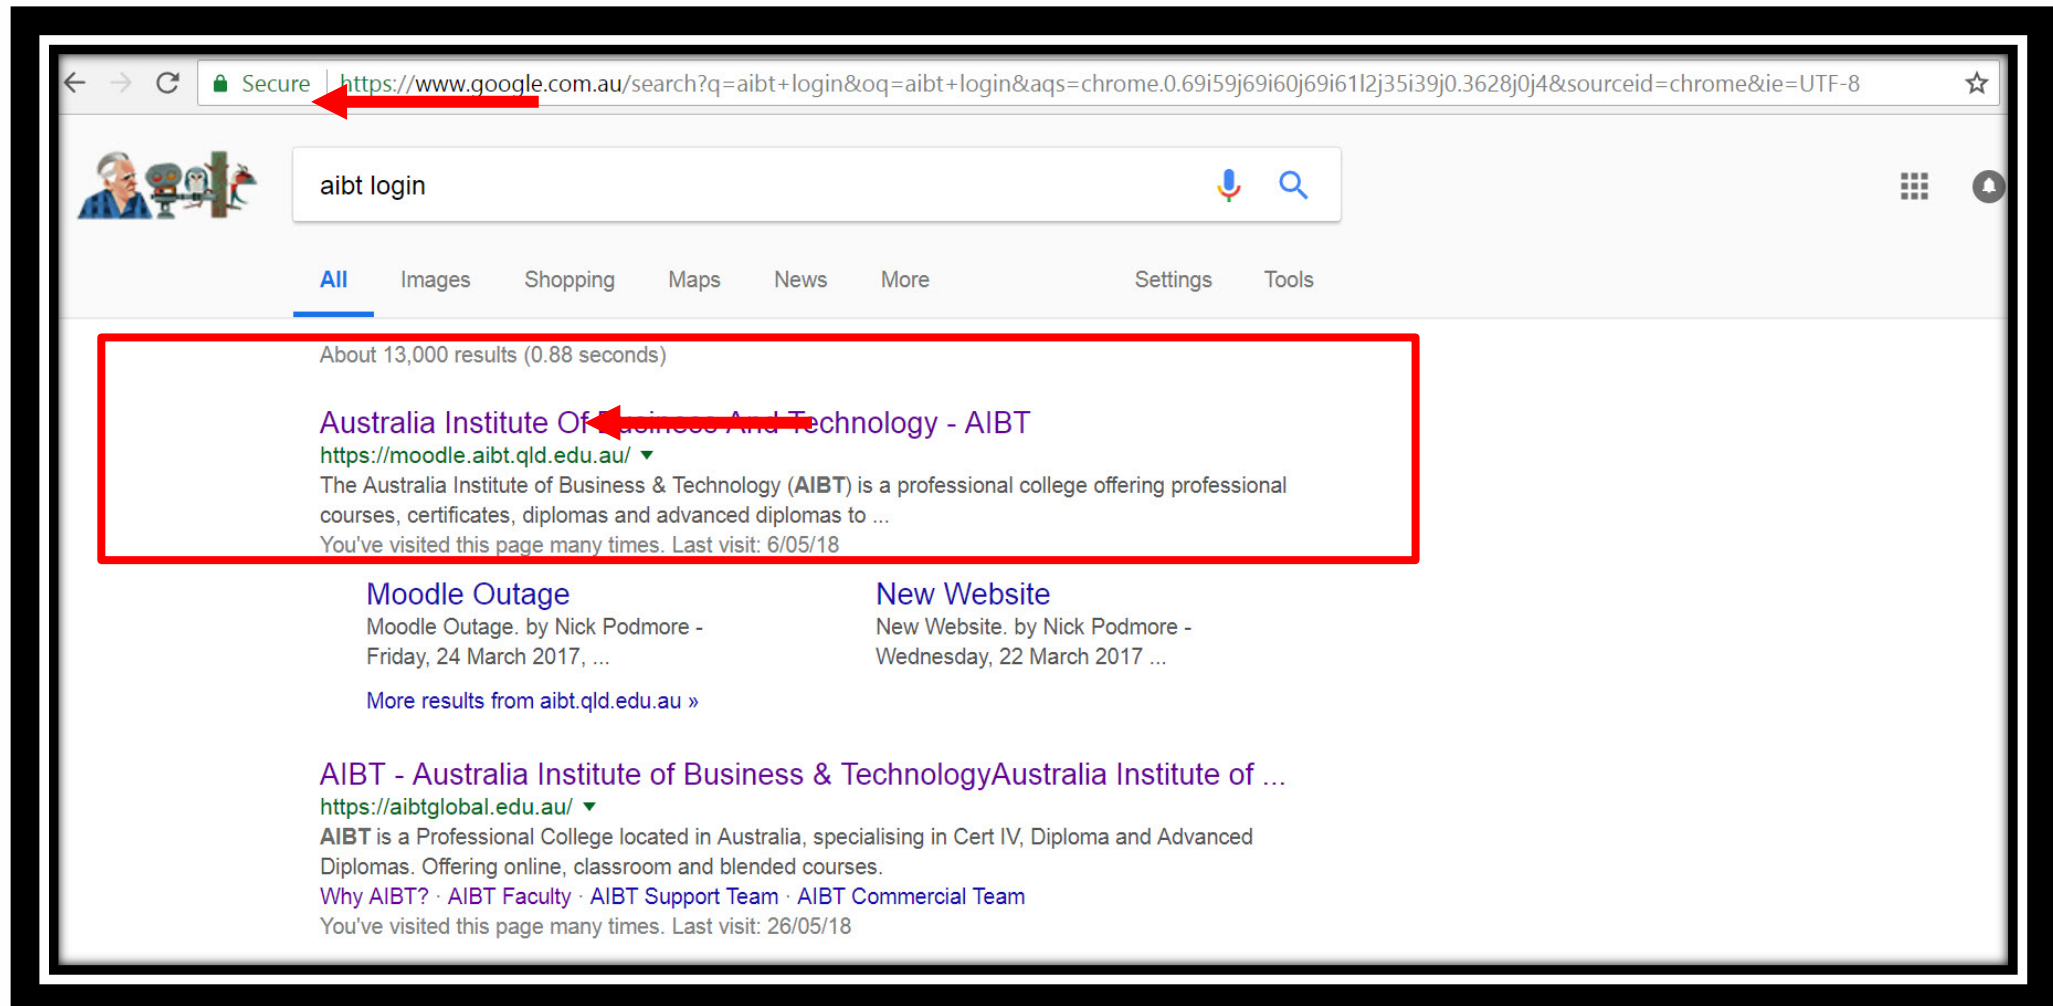 Secure https://www.google.com.au/search?q=aibt+login&oq=aibt+login&aqs=chrome.0.69i59j69i60j69i61l2j35i39j0.3628j0j4&sourceid=chrome&ie=UTF-8
aibt login
All Images Shopping Maps News More Settings Tools
About 13,000 results (0.88 seconds)
Australia Institute Of Business And Technology - AIBT
https://moodle.aibt.qld.edu.au/
The Australia Institute of Business & Technology (AIBT) is a professional college offering professional
courses, certificates, diplomas and advanced diplomas to ...
You've visited this page many times. Last visit: 6/05/18
Moodle Outage
Moodle Outage. by Nick Podmore -
Friday, 24 March 2017, ...
New Website
New Website. by Nick Podmore -
Wednesday, 22 March 2017 ...
More results from aibt.qld.edu.au »
AIBT - Australia Institute of Business & TechnologyAustralia Institute of ...
https://aibtglobal.edu.au/
AIBT is a Professional College located in Australia, specialising in Cert IV, Diploma and Advanced
Diplomas. Offering online, classroom and blended courses.
Why AIBT? · AIBT Faculty · AIBT Support Team · AIBT Commercial Team
You've visited this page many times. Last visit: 26/05/18